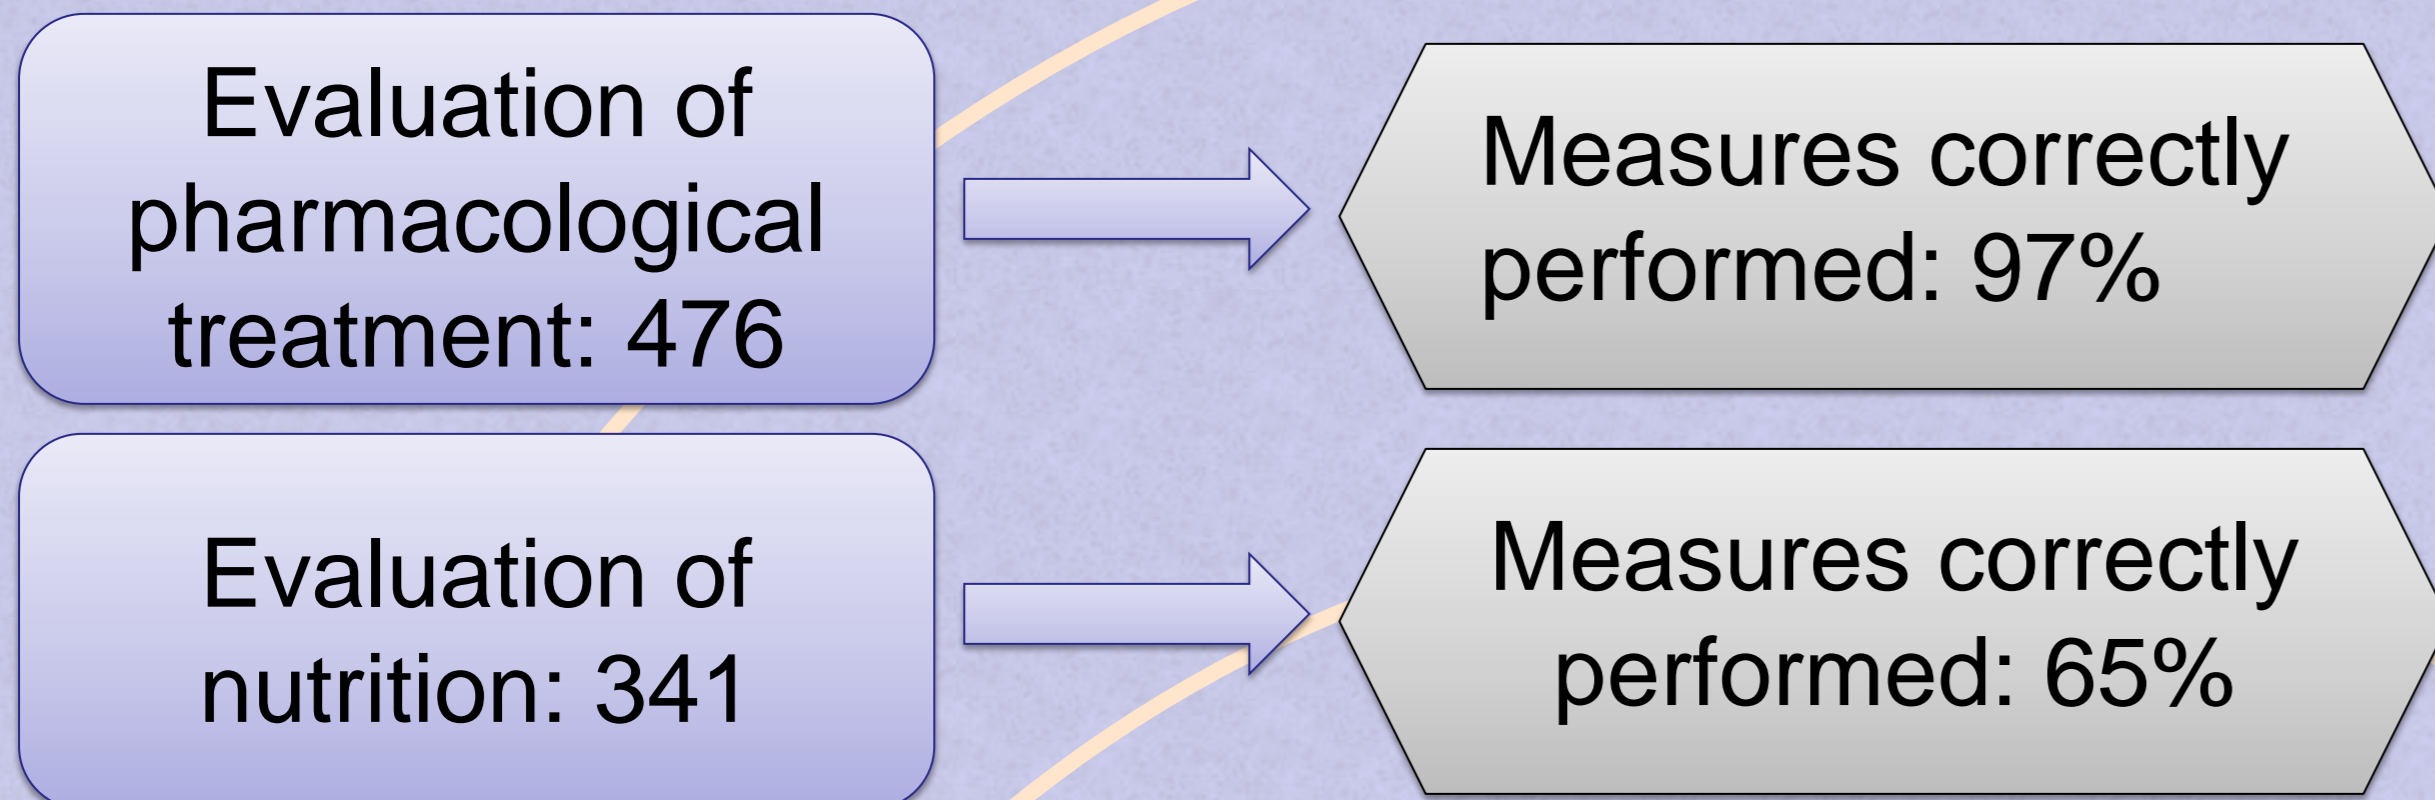 Evaluation of
pharmacological
treatment: 476
Measures correctly
performed: 97%
Evaluation of
nutrition: 341
Measures correctly
performed: 65%